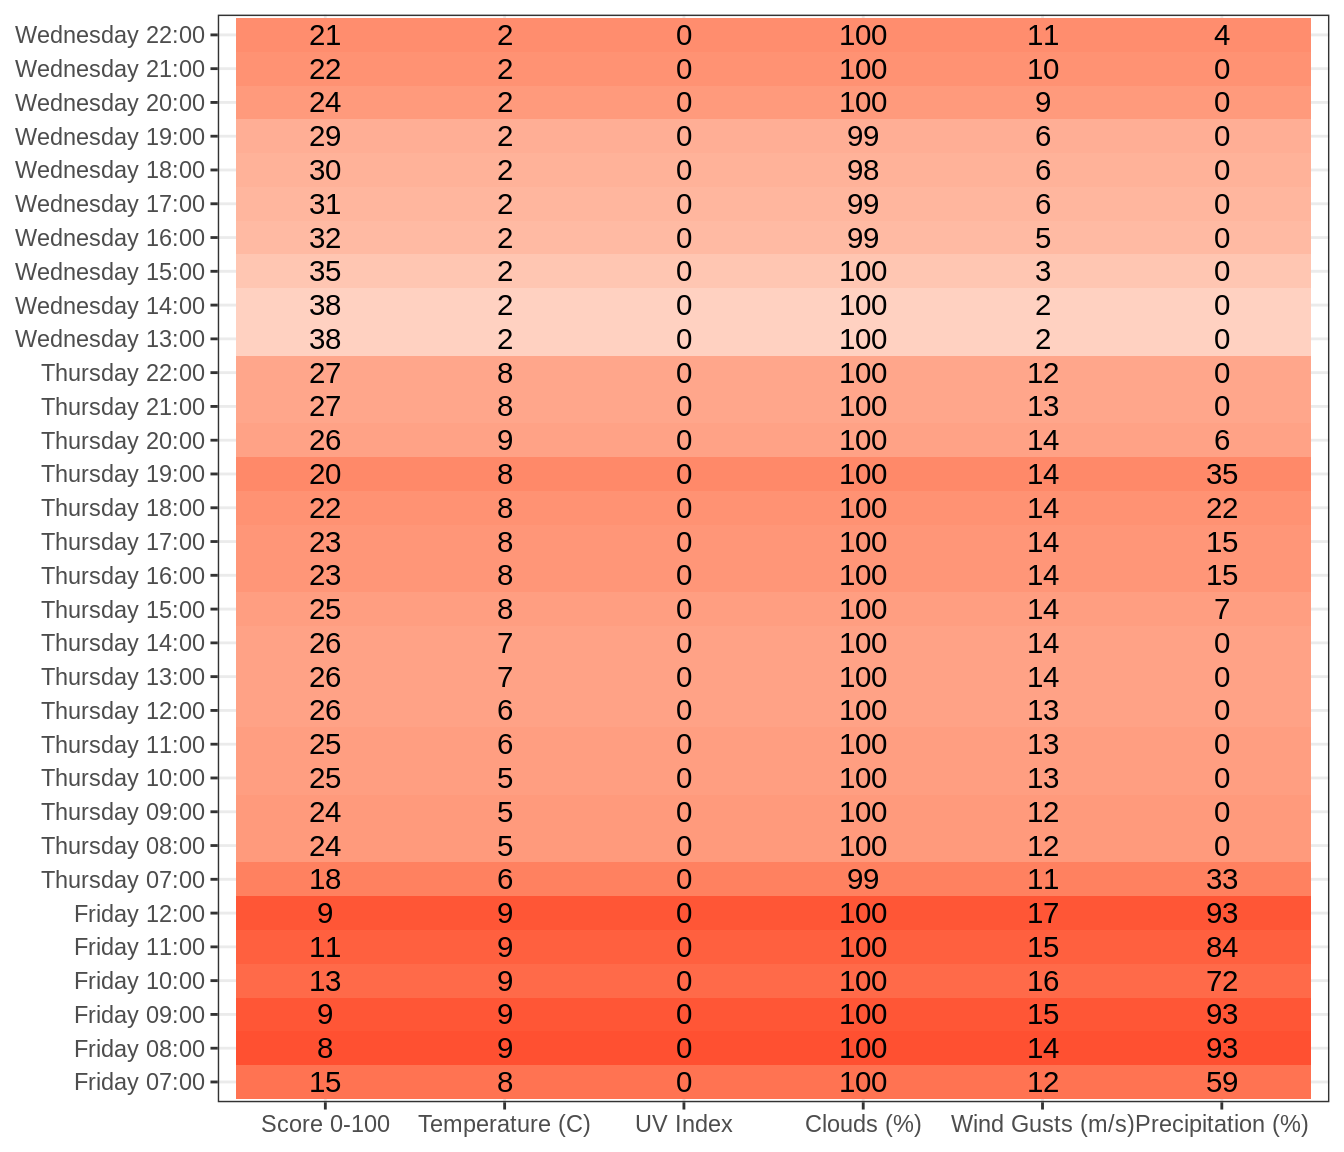 Wednesday 22:00 21 2 0 100 11 4
Wednesday 21:00 22 2 0 100 10 0
Wednesday 20:00 24 2 0 100 9 0
Wednesday 19:00 29 2 0 99 6 0
Wednesday 18:00 30 2 0 98 6 0
Wednesday 17:00 31 2 0 99 6 0
Wednesday 16:00 32 2 0 99 5 0
Wednesday 15:00 35 2 0 100 3 0
Wednesday 14:00 38 2 0 100 2 0
Wednesday 13:00 38 2 0 100 2 0
Thursday 22:00 27 8 0 100 12 0
Thursday 21:00 27 8 0 100 13 0
Thursday 20:00 26 9 0 100 14 6
Thursday 19:00 20 8 0 100 14 35
Thursday 18:00 22 8 0 100 14 22
Thursday 17:00 23 8 0 100 14 15
Thursday 16:00 23 8 0 100 14 15
Thursday 15:00 25 8 0 100 14 7
Thursday 14:00 26 7 0 100 14 0
Thursday 13:00 26 7 0 100 14 0
Thursday 12:00 26 6 0 100 13 0
Thursday 11:00 25 6 0 100 13 0
Thursday 10:00 25 5 0 100 13 0
Thursday 09:00 24 5 0 100 12 0
Thursday 08:00 24 5 0 100 12 0
Thursday 07:00 18 6 0 99 11 33
Friday 12:00 9 9 0 100 17 93
Friday 11:00 11 9 0 100 15 84
Friday 10:00 13 9 0 100 16 72
Friday 09:00 9 9 0 100 15 93
Friday 08:00 8 9 0 100 14 93
Friday 07:00 15 8 0 100 12 59
Score 0-100 Temperature (C) UV Index Clouds (%) Wind Gusts (m/s) Precipitation (%)